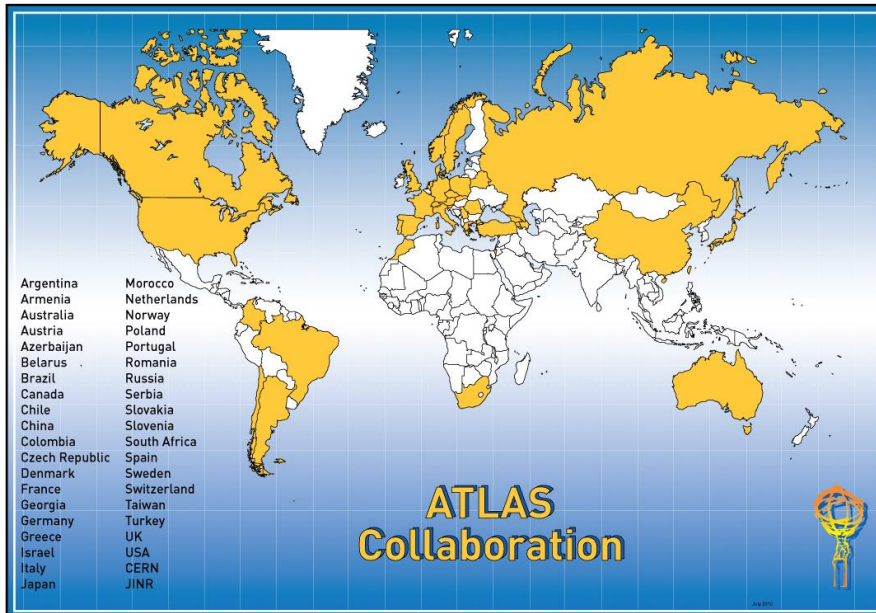 Argentina
Armenia
Australia
Austria
Azerbaijan
Belarus
Brazil
Canada
Chile
China
Colombia
Czech Republic
Denmark
France
Georgia
Germany
Greece
Israel
Italy
Japan
Morocco
Netherlands
Norway
Poland
Portugal
Romania
Russia
Serbia
Slovakia
Slovenia
South Africa
Spain
Sweden
Switzerland
Taiwan
Turkey
UK
USA
CERN
JINR
ATLAS
Collaboration
July 2010